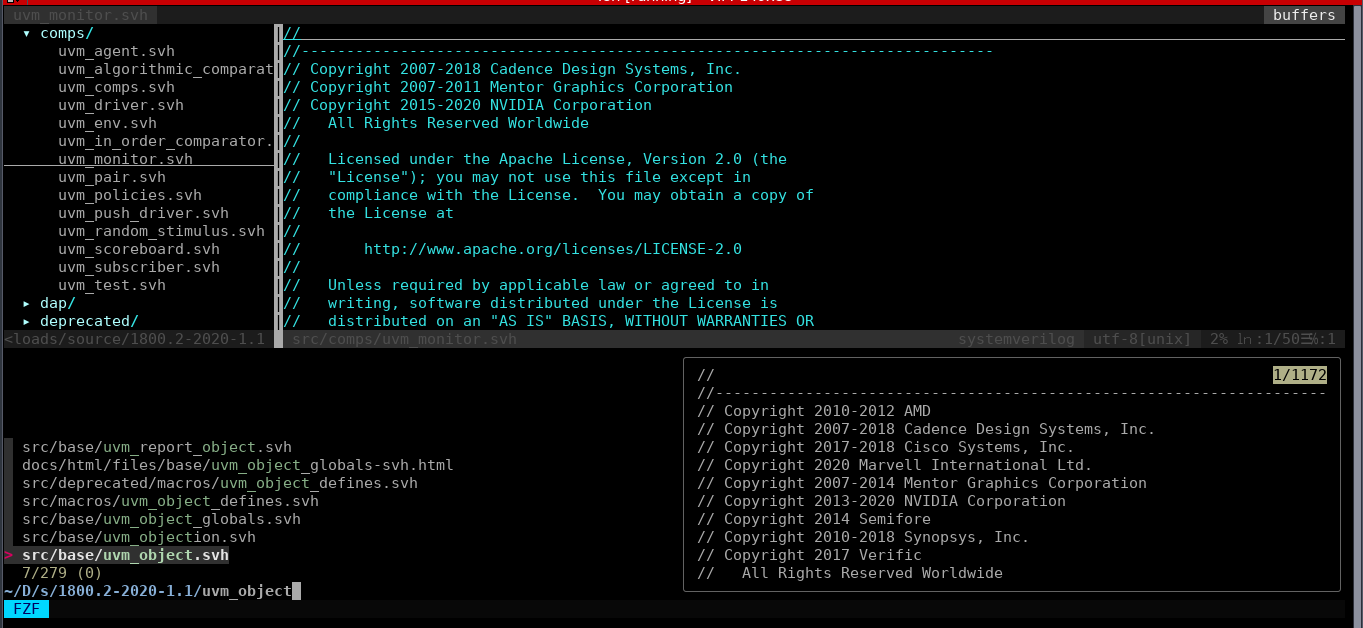 uvm_monitor.svh buffers
▾ comps/
uvm_agent.svh
uvm_algorithmic_comparat
uvm_comps.svh
uvm_driver.svh
uvm_env.svh
uvm_in_order_comparator.
uvm_monitor.svh
uvm_pair.svh
uvm_policies.svh
uvm_push_driver.svh
uvm_random_stimulus.svh
uvm_scoreboard.svh
uvm_subscriber.svh
uvm_test.svh
▸ dap/
▸ deprecated/
<loads/source/1800.2-2020-1.1
//
//----------------------------------------------------------------------------
// Copyright 2007-2018 Cadence Design Systems, Inc.
// Copyright 2007-2011 Mentor Graphics Corporation
// Copyright 2015-2020 NVIDIA Corporation
//   All Rights Reserved Worldwide
//
//   Licensed under the Apache License, Version 2.0 (the
//   "License"); you may not use this file except in
//   compliance with the License.  You may obtain a copy of
//   the License at
//
//       http://www.apache.org/licenses/LICENSE-2.0
//
//   Unless required by applicable law or agreed to in
//   writing, software distributed under the License is
//   distributed on an "AS IS" BASIS, WITHOUT WARRANTIES OR
src/comps/uvm_monitor.svh systemverilog utf-8[unix] 2% :1/50 :1
src/base/uvm_report_object.svh
docs/html/files/base/uvm_object_globals-svh.html
src/deprecated/macros/uvm_object_defines.svh
src/macros/uvm_object_defines.svh
src/base/uvm_object_globals.svh
src/base/uvm_objection.svh
> src/base/uvm_object.svh
7/279 (0)
~/D/s/1800.2-2020-1.1/uvm_object
FZF
// 1/1172
//--------------------------------------------------------------------
// Copyright 2010-2012 AMD
// Copyright 2007-2018 Cadence Design Systems, Inc.
// Copyright 2017-2018 Cisco Systems, Inc.
// Copyright 2020 Marvell International Ltd.
// Copyright 2007-2014 Mentor Graphics Corporation
// Copyright 2013-2020 NVIDIA Corporation
// Copyright 2014 Semifore
// Copyright 2010-2018 Synopsys, Inc.
// Copyright 2017 Verific
//   All Rights Reserved Worldwide